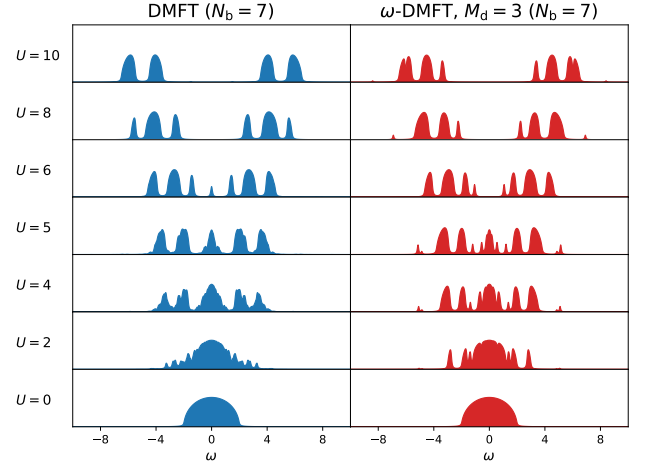 DMFT (N_b = 7)
ω-DMFT, M_d = 3 (N_b = 7)
U = 10
U = 8
U = 6
U = 5
U = 4
U = 2
U = 0
−8 −4 0 4 8
−8 −4 0 4 8
ω
ω